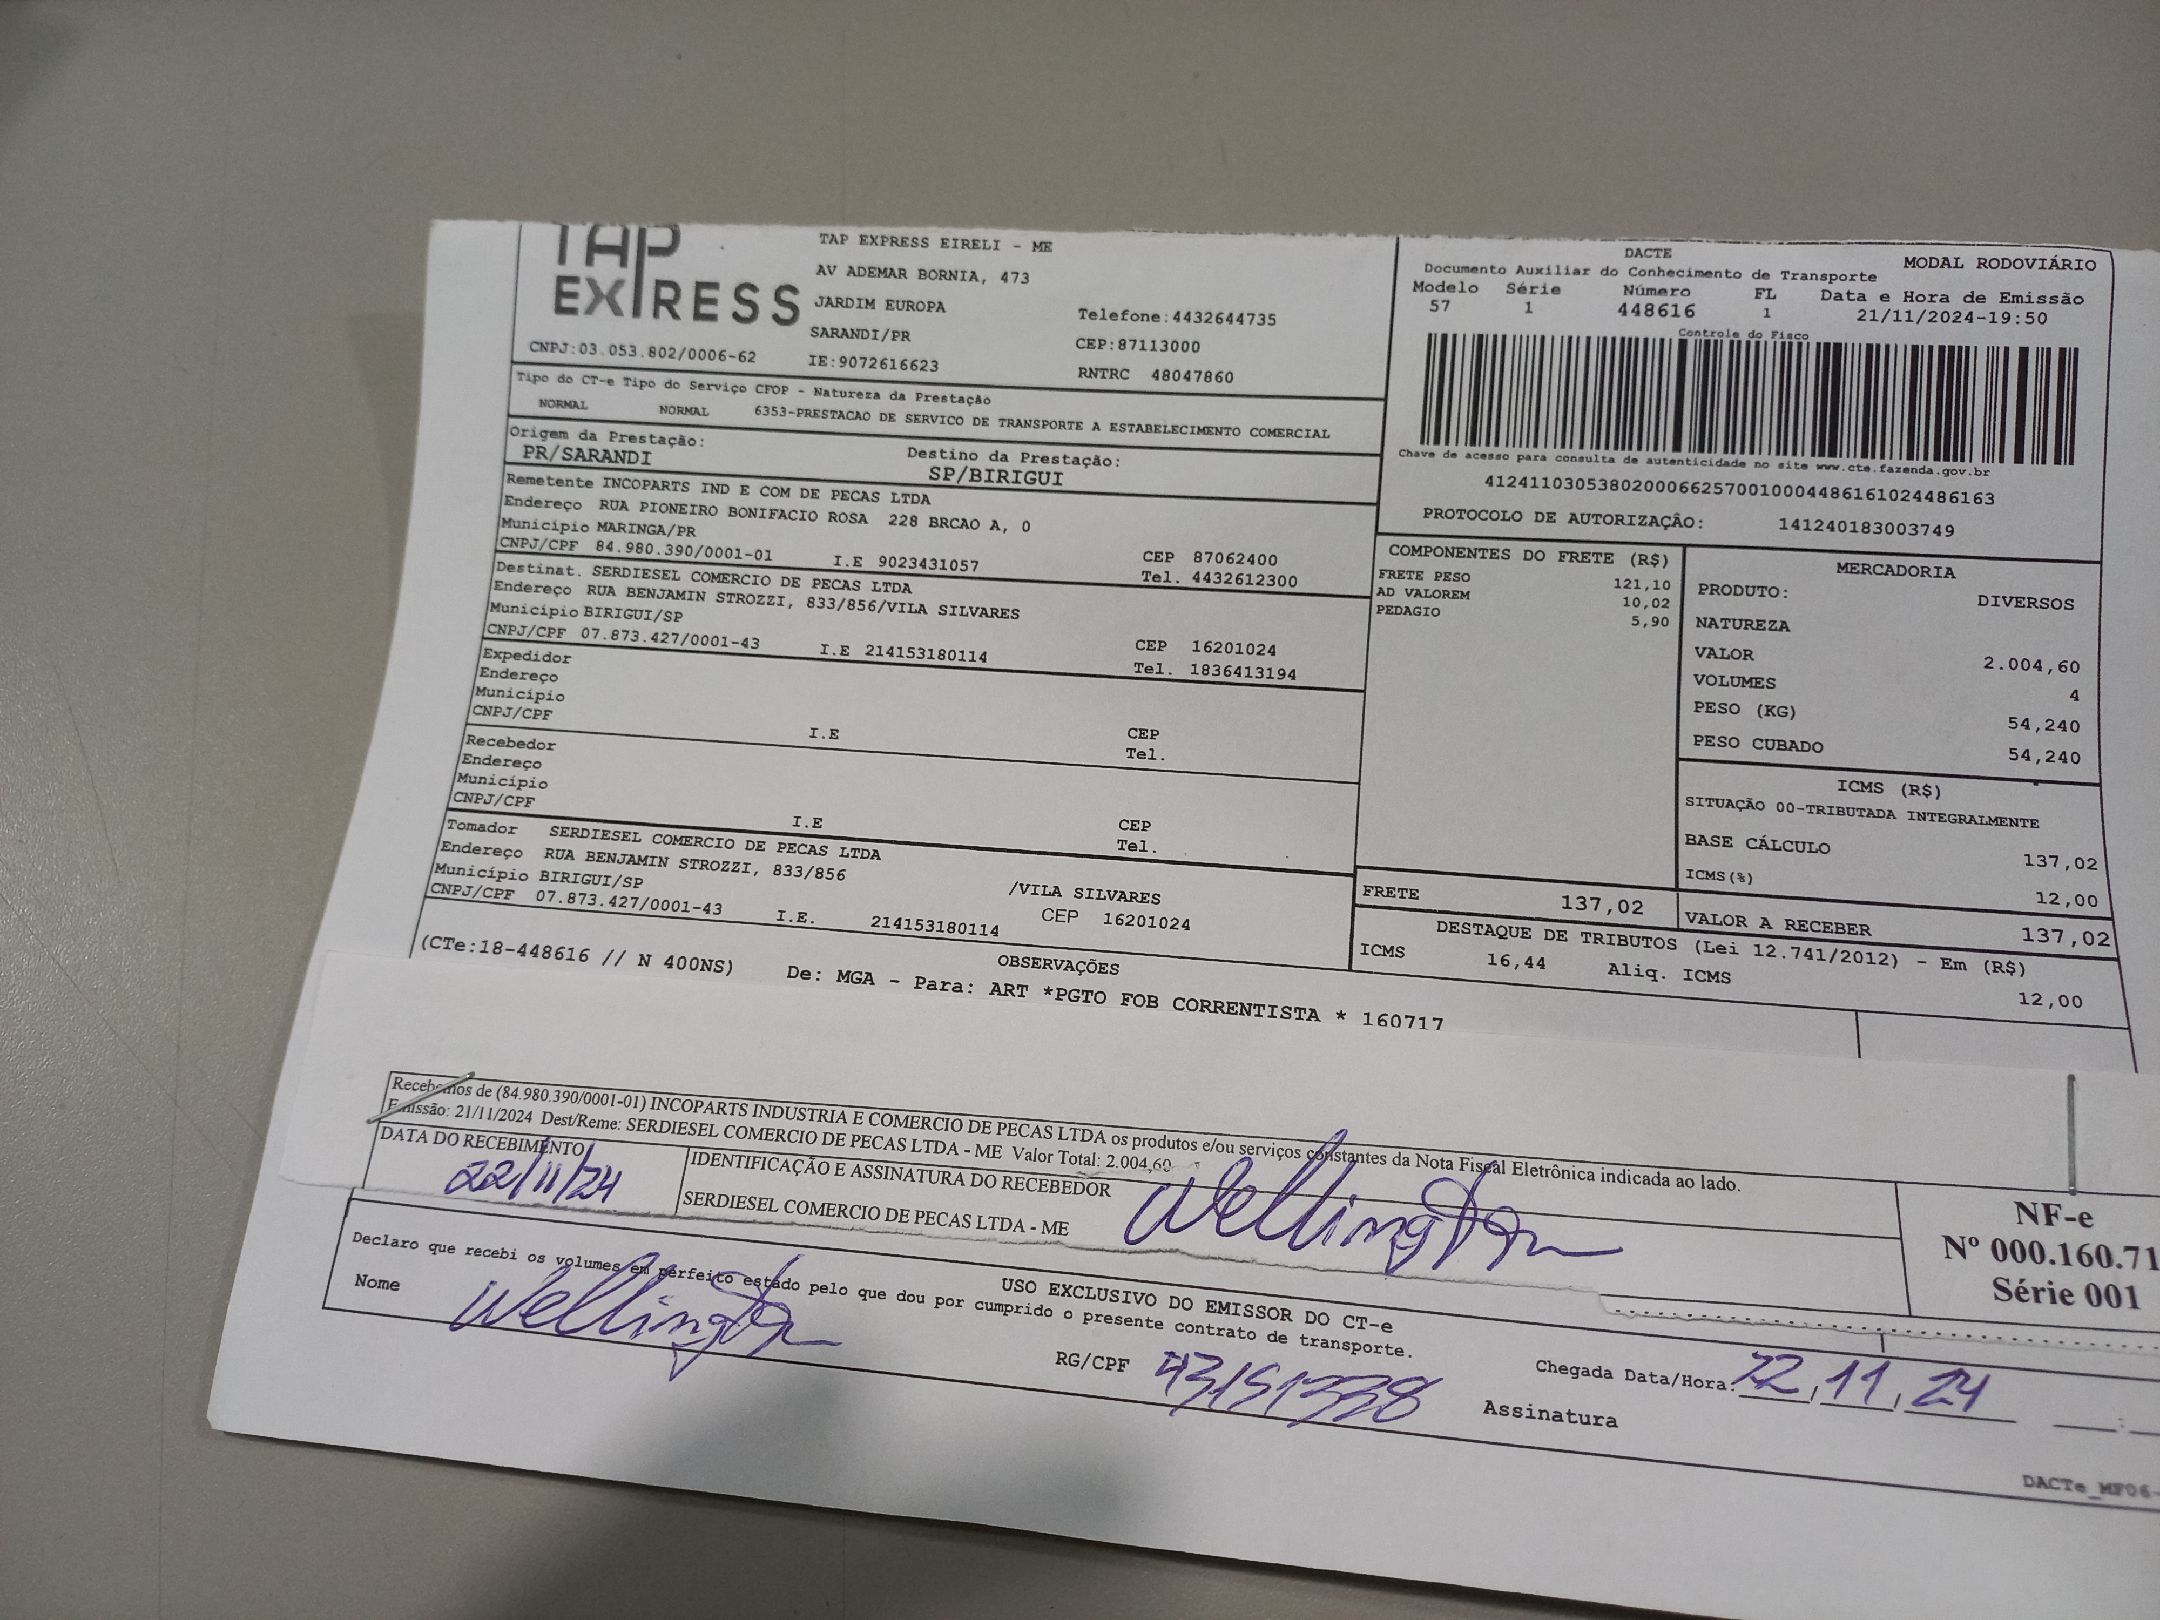 TAP EXPRESS
TAP EXPRESS EIRELI - ME
AV ADEMAR BORNIA, 473
JARDIM EUROPA
Telefone:4432644735
SARANDI/PR
CEP:87113000
CNPJ:03.053.802/0006-62
IE:9072616623
RNTRC 48047860
DACTE
MODAL RODOVIÁRIO
Documento Auxiliar do Conhecimento de Transporte
Modelo Série Número FL Data e Hora de Emissão
57 1 448616 1 21/11/2024-19:50
Controle do Fisco
Chave de acesso para consulta de autenticidade no site www.cte.fazenda.gov.br
41241103053802000662570010004486161024486163
PROTOCOLO DE AUTORIZAÇÂO: 141240183003749
Tipo do CT-e Tipo do Serviço CFOP - Natureza da Prestação
NORMAL NORMAL 6353-PRESTACAO DE SERVICO DE TRANSPORTE A ESTABELECIMENTO COMERCIAL
Origem da Prestação: Destino da Prestação:
PR/SARANDI SP/BIRIGUI
Remetente INCOPARTS IND E COM DE PECAS LTDA
Endereço RUA PIONEIRO BONIFACIO ROSA 228 BRCAO A, 0
Município MARINGA/PR CEP 87062400
CNPJ/CPF 84.980.390/0001-01 I.E 9023431057 Tel. 4432612300
Destinat. SERDIESEL COMERCIO DE PECAS LTDA
Endereço RUA BENJAMIN STROZZI, 833/856/VILA SILVARES
Município BIRIGUI/SP CEP 16201024
CNPJ/CPF 07.873.427/0001-43 I.E 214153180114 Tel. 1836413194
Expedidor
Endereço
Município CEP
CNPJ/CPF I.E Tel.
Recebedor
Endereço
Município CEP
CNPJ/CPF I.E Tel.
Tomador SERDIESEL COMERCIO DE PECAS LTDA
Endereço RUA BENJAMIN STROZZI, 833/856 /VILA SILVARES
Município BIRIGUI/SP CEP 16201024
CNPJ/CPF 07.873.427/0001-43 I.E. 214153180114
COMPONENTES DO FRETE (R$)
FRETE PESO 121,10
AD VALOREM 10,02
PEDAGIO 5,90
MERCADORIA
PRODUTO: DIVERSOS
NATUREZA
VALOR 2.004,60
VOLUMES 4
PESO (KG) 54,240
PESO CUBADO 54,240
ICMS (R$)
SITUAÇÃO 00-TRIBUTADA INTEGRALMENTE
BASE CÁLCULO 137,02
ICMS(%) 12,00
FRETE 137,02
VALOR A RECEBER 137,02
DESTAQUE DE TRIBUTOS (Lei 12.741/2012) - Em (R$)
ICMS 16,44 Aliq. ICMS 12,00
OBSERVAÇÕES
(CTe:18-448616 // N 400NS) De: MGA - Para: ART *PGTO FOB CORRENTISTA * 160717
Recebemos de (84.980.390/0001-01) INCOPARTS INDUSTRIA E COMERCIO DE PECAS LTDA os produtos e/ou serviços constantes da Nota Fiscal Eletrônica indicada ao lado.
Emissão: 21/11/2024 Dest/Reme: SERDIESEL COMERCIO DE PECAS LTDA - ME Valor Total: 2.004,60
DATA DO RECEBIMENTO
22/11/24
IDENTIFICAÇÃO E ASSINATURA DO RECEBEDOR
SERDIESEL COMERCIO DE PECAS LTDA - ME
Wellington
NF-e
Nº 000.160.71
Série 001
USO EXCLUSIVO DO EMISSOR DO CT-e
Declaro que recebi os volumes em perfeito estado pelo que dou por cumprido o presente contrato de transporte.
Nome Wellington
RG/CPF
Chegada Data/Hora: 22, 11, 24
Assinatura